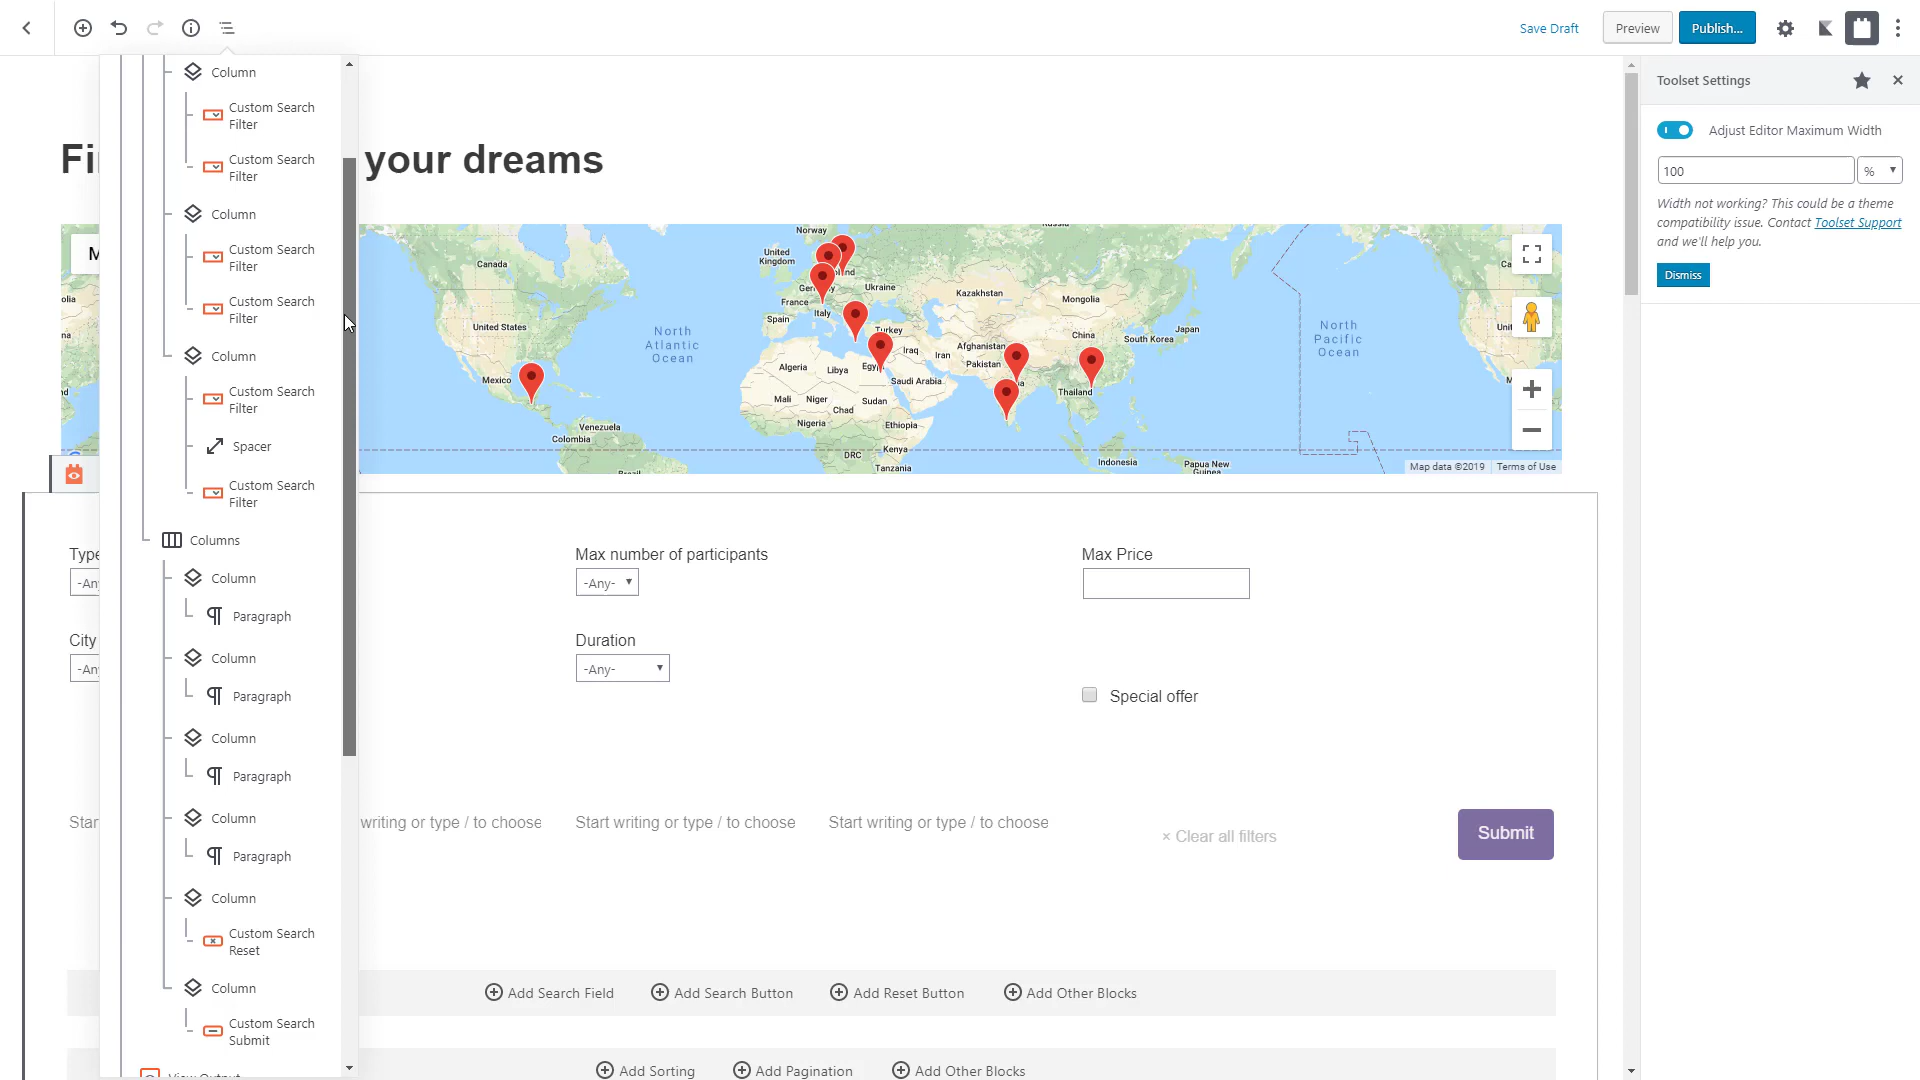 Save Draft
Preview
Publish...
Column
Custom Search
Filter
Custom Search
Filter
Column
Custom Search
Filter
Custom Search
Filter
Column
Custom Search
Filter
Spacer
Custom Search
Filter
Columns
Column
Paragraph
Column
Paragraph
Column
Paragraph
Column
Paragraph
Column
Custom Search
Reset
Column
Custom Search
Submit
View Output
Toolset Settings
Adjust Editor Maximum Width
100
%
Width not working? This could be a theme
compatibility issue. Contact Toolset Support
and we'll help you.
Dismiss
your dreams
Norway
Canada
United
Kingdom
Ukraine
France
Italy
Spain
Turkey
Kazakhstan
Mongolia
United States
North
Atlantic
Ocean
China
Japan
South Korea
North
Pacific
Ocean
Iraq
Iran
Afghanistan
Pakistan
Algeria
Libya
Saudi Arabia
Mexico
Thailand
Mali
Niger
Sudan
Chad
Nigeria
Ethiopia
Venezuela
Colombia
Kenya
DRC
Tanzania
Indonesia
Papua New
Guinea
Map data ©2019
Terms of Use
Type
Max number of participants
-Any-
Max Price
City
Duration
-Any-
Special offer
writing or type / to choose
Start writing or type / to choose
Start writing or type / to choose
× Clear all filters
Submit
Add Search Field
Add Search Button
Add Reset Button
Add Other Blocks
Add Sorting
Add Pagination
Add Other Blocks